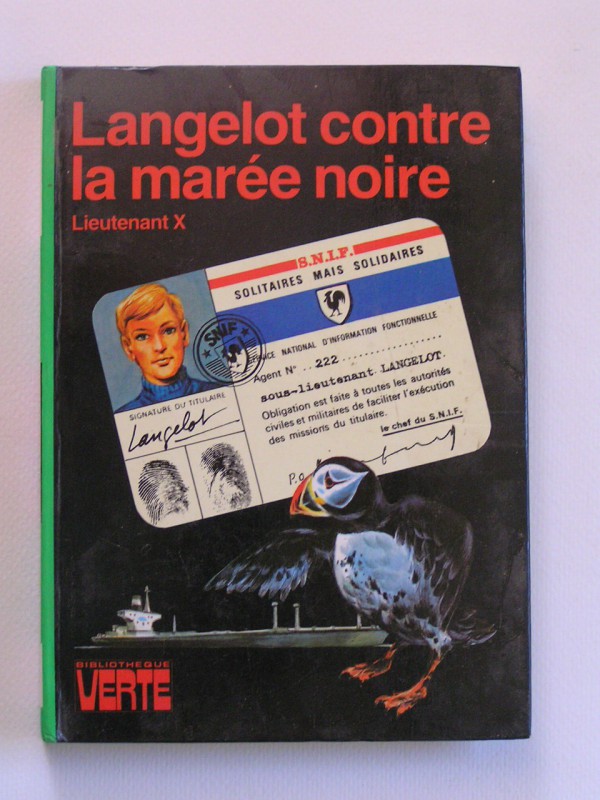 Langelot contre
la marée noire
Lieutenant X
S.N.I.F.
SOLITAIRES MAIS SOLIDAIRES
SNIF
NATIONAL D'INFORMATION FONCTIONNELLE
Agent N° ..222..................
sous-lieutenant LANGELOT.
Obligation est faite à toutes les autorités
civiles et militaires de faciliter l'exécution
des missions du titulaire.
le chef du S.N.I.F.
P.o
SIGNATURE DU TITULAIRE
Langelot
BIBLIOTHEQUE
VERTE